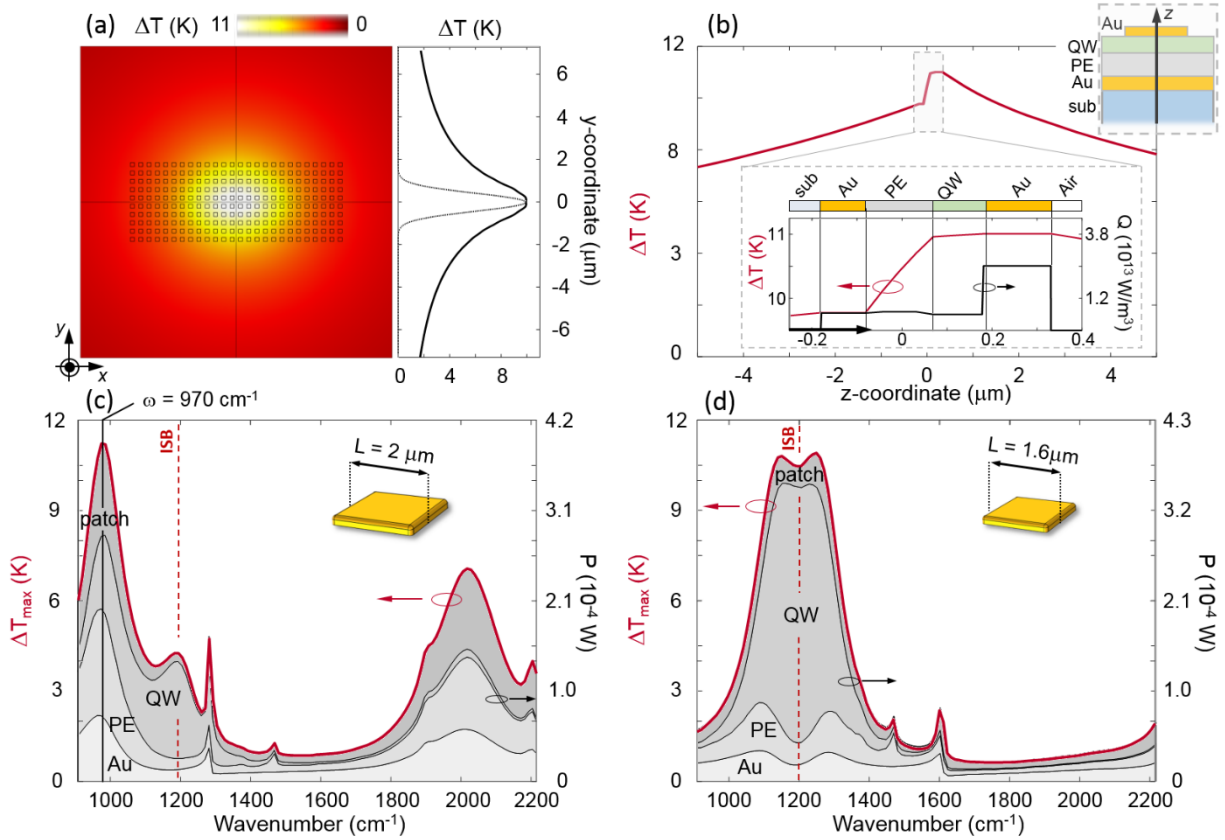 (a) ΔT (K) 11 0
ΔT (K)
y-coordinate (μm)
6
4
2
0
-2
-4
-6
0 4 8 10
y
x
(b)
12
8
3
0
ΔT (K)
-4 -2 0 2 4
z-coordinate (μm)
z
Au
QW
PE
Au
sub
sub Au PE QW Au Air
ΔT (K)
11
10
-0.2 0 0.2 0.4
3.8
1.2
0.4
Q (10¹³ W/m³)
(c)
ω = 970 cm⁻¹
ISB
L = 2 μm
patch
QW
PE
Au
ΔTmax (K)
12
9
6
3
0
4.2
3.1
2.1
1.0
0
P (10⁻⁴ W)
1000 1200 1400 1600 1800 2000 2200
Wavenumber (cm⁻¹)
(d)
ISB
L = 1.6μm
patch
QW
PE
Au
ΔTmax (K)
12
9
6
3
0
4.3
3.2
2.1
1.0
0
P (10⁻⁴ W)
1000 1200 1400 1600 1800 2000 2200
Wavenumber (cm⁻¹)